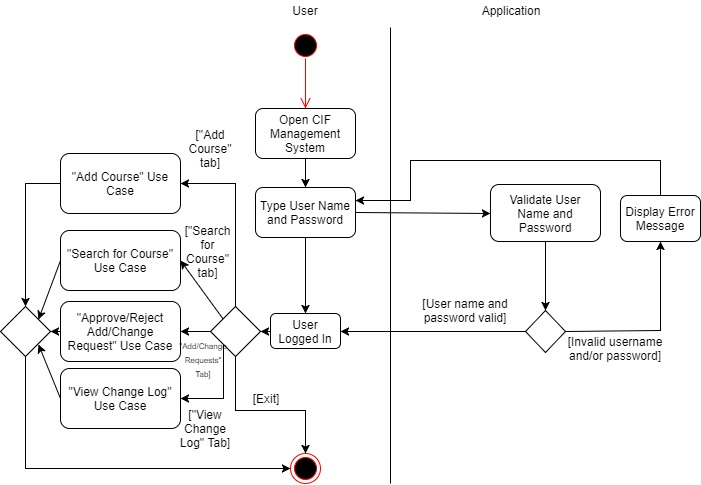 User
Application
Open CIF
Management
System
["Add
Course"
tab]
"Add Course" Use
Case
Type User Name
and Password
Validate User
Name and
Password
Display Error
Message
["Search
for
Course"
tab]
"Search for Course"
Use Case
"Approve/Reject
Add/Change
Request" Use Case
"Add/Change
Requests"
Tab]
User
Logged In
[User name and
password valid]
[Invalid username
and/or password]
"View Change Log"
Use Case
["View
Change
Log" Tab]
[Exit]